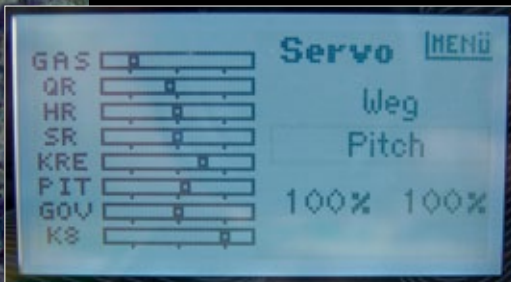 Servo MENÜ
GAS
QR
HR
SR
KRE
PIT
GOV
K8
Weg
Pitch
100% 100%